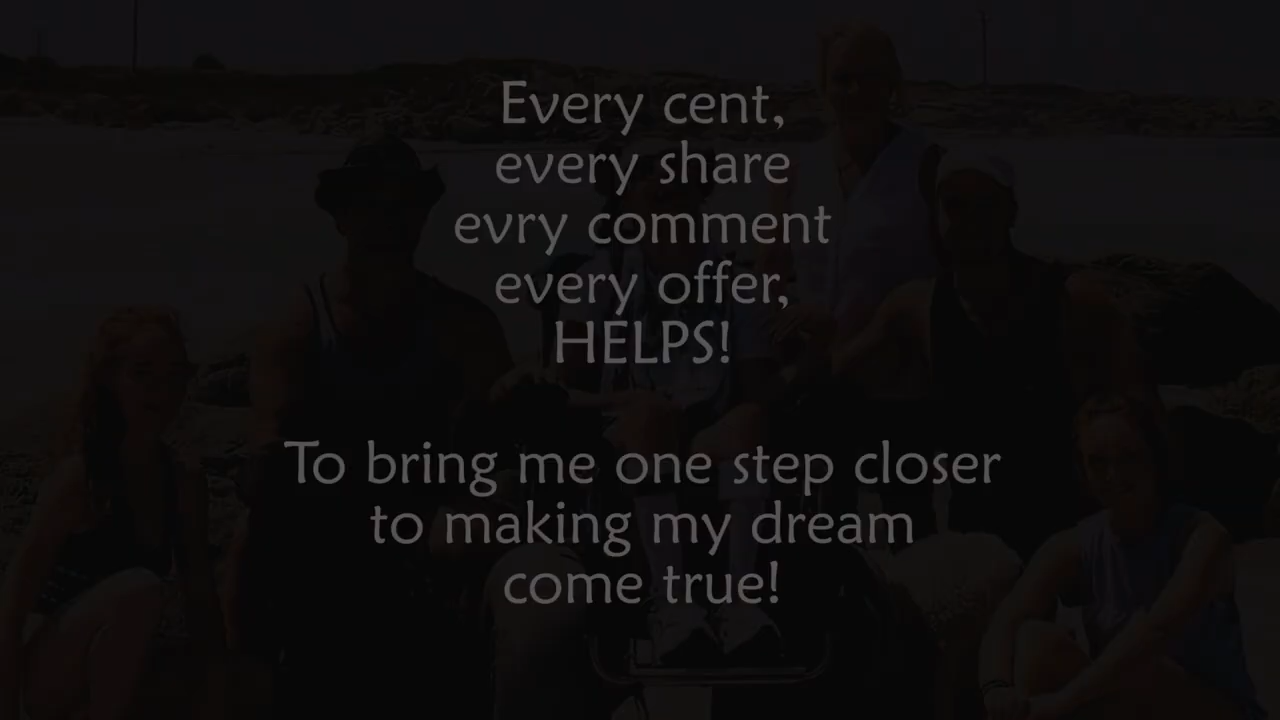 Every cent,
every share
evry comment
every offer,
HELPS!
To bring me one step closer
to making my dream
come true!